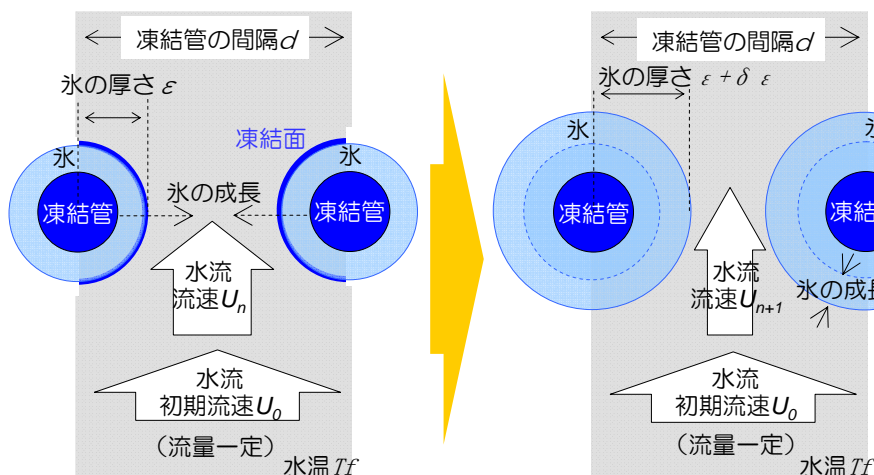 凍結管の間隔d
氷の厚さ ε
凍結面
氷
氷
凍結管
氷の成長
凍結管
水流
流速Un
水流
初期流速U0
(流量一定)
水温Tf
凍結管の間隔d
氷の厚さ ε+δ ε
氷
氷
凍結管
凍結
水流
流速Un+1
氷の成長
水流
初期流速U0
(流量一定)
水温Tf